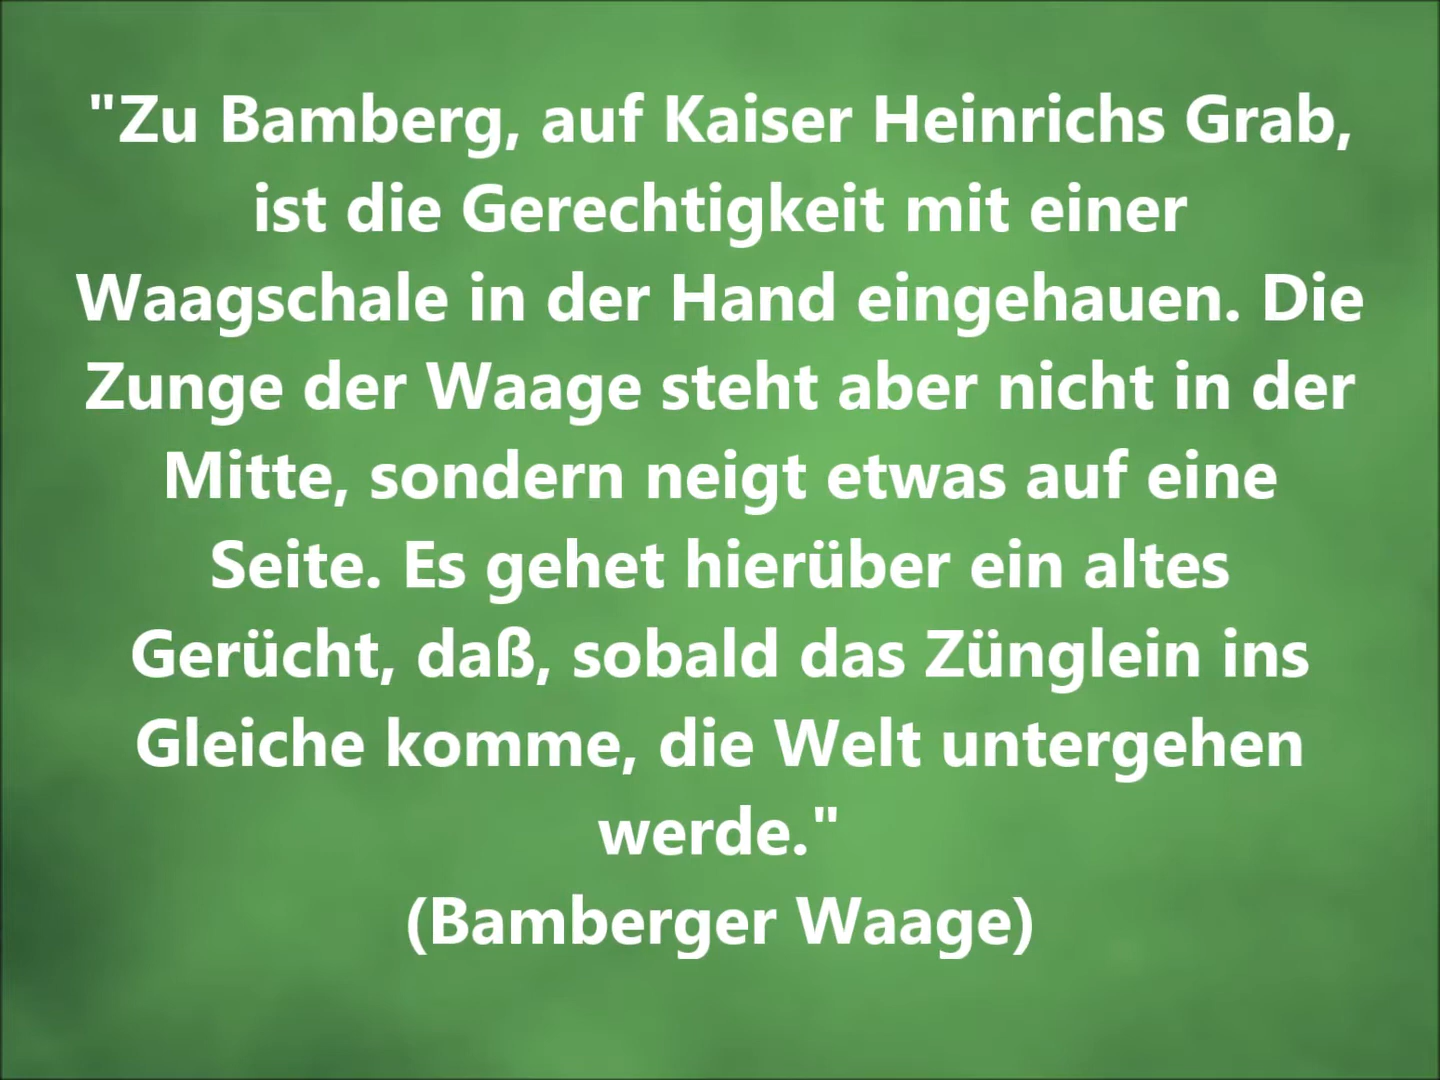 "Zu Bamberg, auf Kaiser Heinrichs Grab,
ist die Gerechtigkeit mit einer
Waagschale in der Hand eingehauen. Die
Zunge der Waage steht aber nicht in der
Mitte, sondern neigt etwas auf eine
Seite. Es gehet hierüber ein altes
Gerücht, daß, sobald das Zünglein ins
Gleiche komme, die Welt untergehen
werde."
(Bamberger Waage)